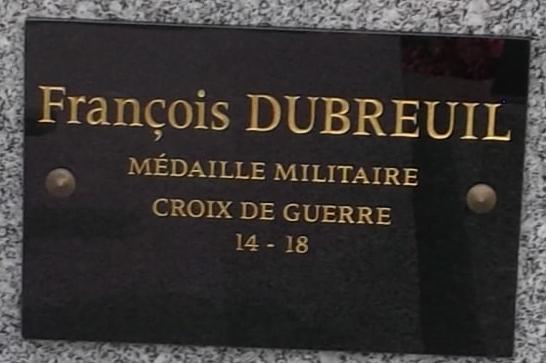 François DUBREUIL
MÉDAILLE MILITAIRE
CROIX DE GUERRE
14 - 18